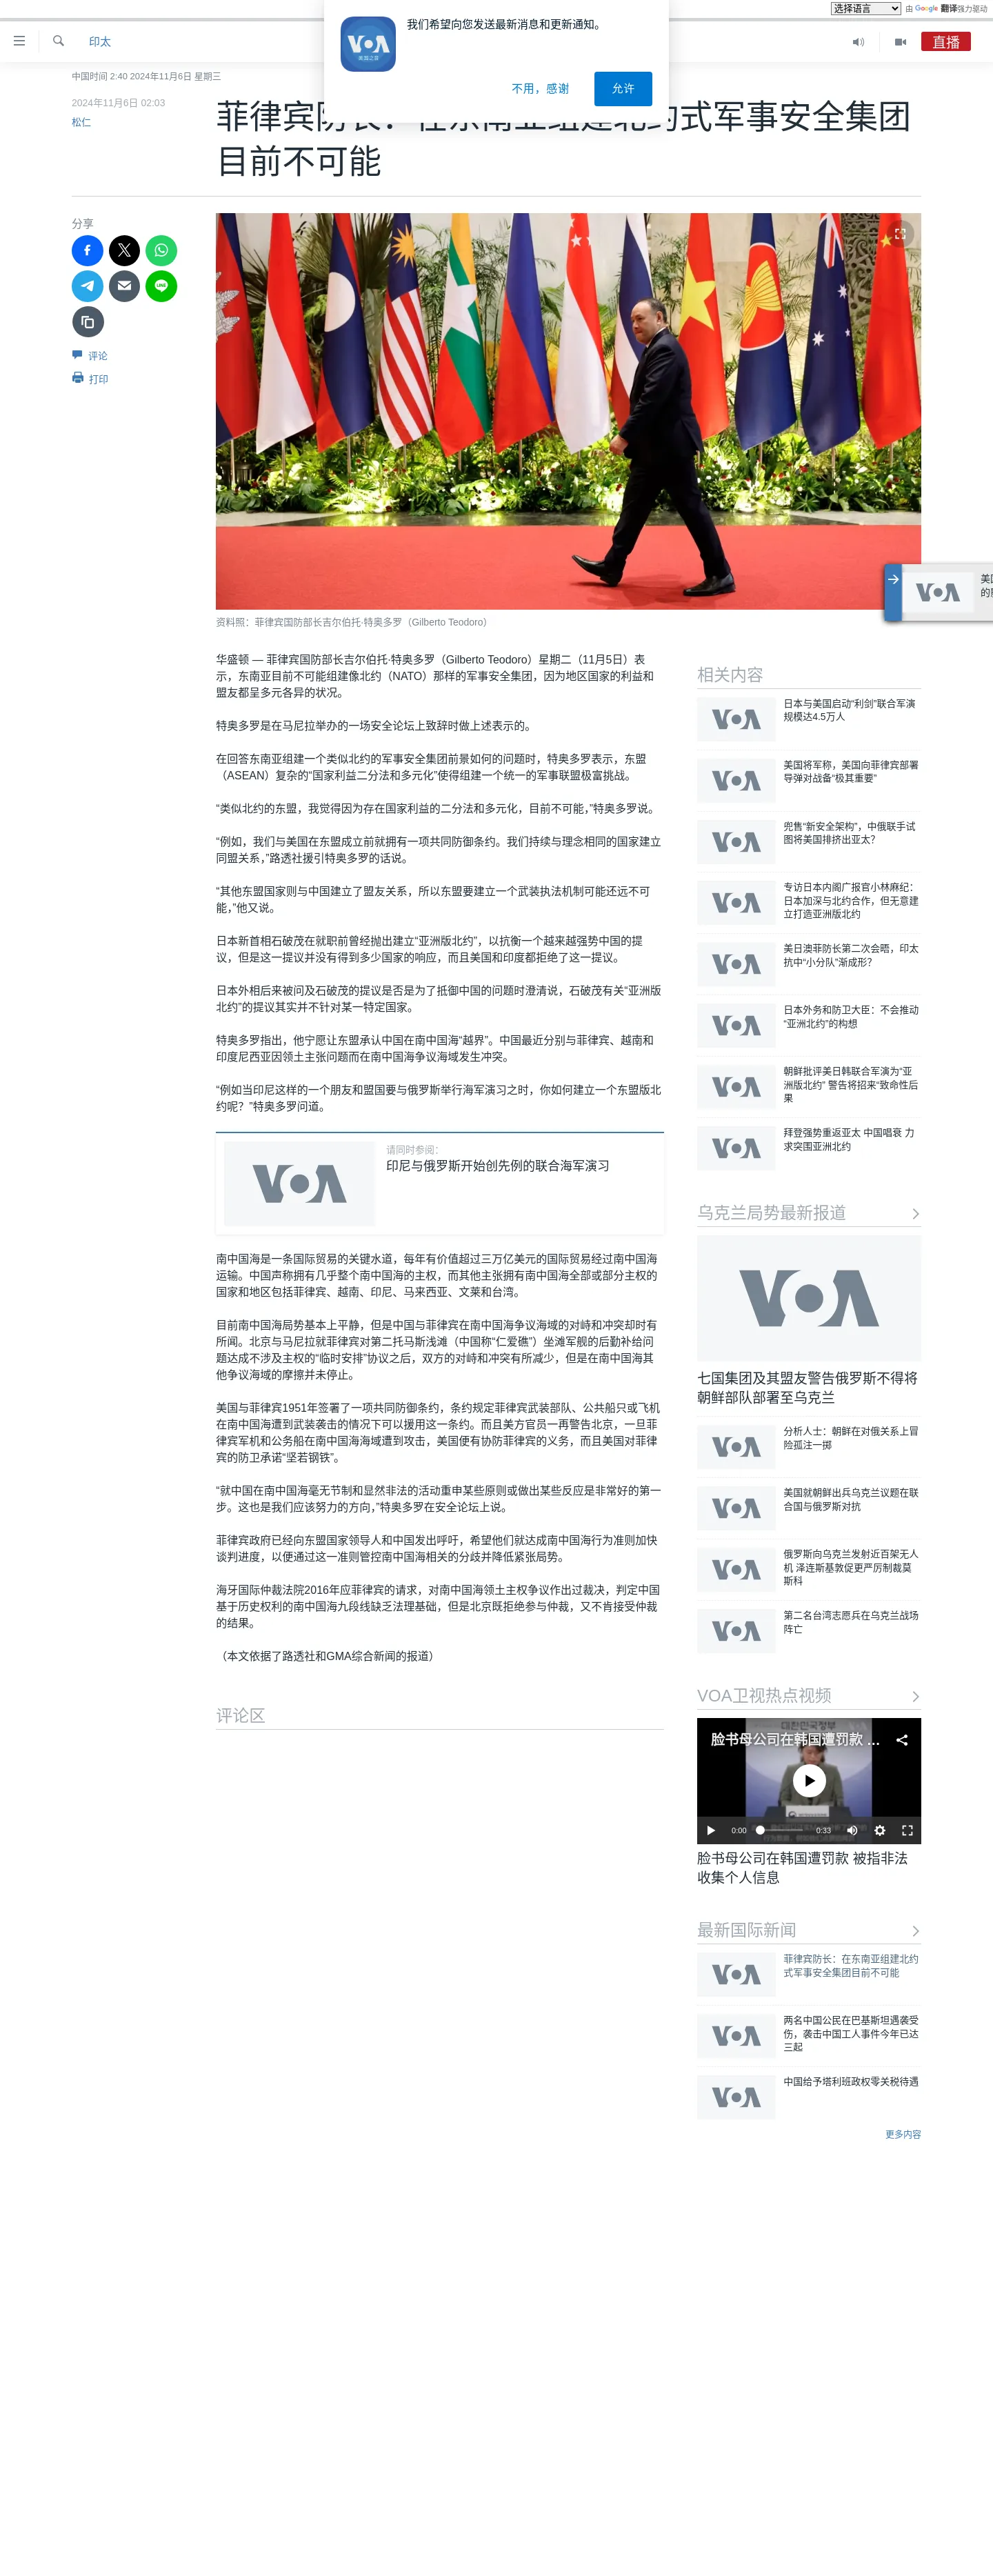 选择语言
由 Google 翻译强力驱动
印太
直播
VOA
美国之音
我们希望向您发送最新消息和更新通知。
不用，感谢
允许
中国时间 2:40 2024年11月6日 星期三
2024年11月6日 02:03
松仁
目前不可能
分享
LINE
评论
打印
资料照：菲律宾国防部长吉尔伯托·特奥多罗（Gilberto Teodoro）
VOA
华盛顿 — 菲律宾国防部长吉尔伯托·特奥多罗（Gilberto Teodoro）星期二（11月5日）表
示，东南亚目前不可能组建像北约（NATO）那样的军事安全集团，因为地区国家的利益和
盟友都呈多元各异的状况。
特奥多罗是在马尼拉举办的一场安全论坛上致辞时做上述表示的。
在回答东南亚组建一个类似北约的军事安全集团前景如何的问题时，特奥多罗表示，东盟
（ASEAN）复杂的“国家利益二分法和多元化”使得组建一个统一的军事联盟极富挑战。
“类似北约的东盟，我觉得因为存在国家利益的二分法和多元化，目前不可能，”特奥多罗说。
“例如，我们与美国在东盟成立前就拥有一项共同防御条约。我们持续与理念相同的国家建立
同盟关系，”路透社援引特奥多罗的话说。
“其他东盟国家则与中国建立了盟友关系，所以东盟要建立一个武装执法机制可能还远不可
能，”他又说。
日本新首相石破茂在就职前曾经抛出建立“亚洲版北约”，以抗衡一个越来越强势中国的提
议，但是这一提议并没有得到多少国家的响应，而且美国和印度都拒绝了这一提议。
日本外相后来被问及石破茂的提议是否是为了抵御中国的问题时澄清说，石破茂有关“亚洲版
北约”的提议其实并不针对某一特定国家。
特奥多罗指出，他宁愿让东盟承认中国在南中国海“越界”。中国最近分别与菲律宾、越南和
印度尼西亚因领土主张问题而在南中国海争议海域发生冲突。
“例如当印尼这样的一个朋友和盟国要与俄罗斯举行海军演习之时，你如何建立一个东盟版北
约呢？”特奥多罗问道。
VOA
请同时参阅：
印尼与俄罗斯开始创先例的联合海军演习
南中国海是一条国际贸易的关键水道，每年有价值超过三万亿美元的国际贸易经过南中国海
运输。中国声称拥有几乎整个南中国海的主权，而其他主张拥有南中国海全部或部分主权的
国家和地区包括菲律宾、越南、印尼、马来西亚、文莱和台湾。
目前南中国海局势基本上平静，但是中国与菲律宾在南中国海争议海域的对峙和冲突却时有
所闻。北京与马尼拉就菲律宾对第二托马斯浅滩（中国称“仁爱礁”）坐滩军舰的后勤补给问
题达成不涉及主权的“临时安排”协议之后，双方的对峙和冲突有所减少，但是在南中国海其
他争议海域的摩擦并未停止。
美国与菲律宾1951年签署了一项共同防御条约，条约规定菲律宾武装部队、公共船只或飞机
在南中国海遭到武装袭击的情况下可以援用这一条约。而且美方官员一再警告北京，一旦菲
律宾军机和公务船在南中国海海域遭到攻击，美国便有协防菲律宾的义务，而且美国对菲律
宾的防卫承诺“坚若钢铁”。
“就中国在南中国海毫无节制和显然非法的活动重申某些原则或做出某些反应是非常好的第一
步。这也是我们应该努力的方向，”特奥多罗在安全论坛上说。
菲律宾政府已经向东盟国家领导人和中国发出呼吁，希望他们就达成南中国海行为准则加快
谈判进度，以便通过这一准则管控南中国海相关的分歧并降低紧张局势。
海牙国际仲裁法院2016年应菲律宾的请求，对南中国海领土主权争议作出过裁决，判定中国
基于历史权利的南中国海九段线缺乏法理基础，但是北京既拒绝参与仲裁，又不肯接受仲裁
的结果。
（本文依据了路透社和GMA综合新闻的报道）
评论区
相关内容
VOA
日本与美国启动“利剑”联合军演
规模达4.5万人
VOA
美国将军称，美国向菲律宾部署
导弹对战备“极其重要”
VOA
兜售“新安全架构”，中俄联手试
图将美国排挤出亚太？
VOA
专访日本内阁广报官小林麻纪：
日本加深与北约合作，但无意建
立打造亚洲版北约
VOA
美日澳菲防长第二次会晤，印太
抗中“小分队”渐成形？
VOA
日本外务和防卫大臣：不会推动
“亚洲北约”的构想
VOA
朝鲜批评美日韩联合军演为“亚
洲版北约” 警告将招来“致命性后
果
VOA
拜登强势重返亚太 中国唱衰 力
求突围亚洲北约
乌克兰局势最新报道
VOA
七国集团及其盟友警告俄罗斯不得将
朝鲜部队部署至乌克兰
VOA
分析人士：朝鲜在对俄关系上冒
险孤注一掷
VOA
美国就朝鲜出兵乌克兰议题在联
合国与俄罗斯对抗
VOA
俄罗斯向乌克兰发射近百架无人
机 泽连斯基敦促更严厉制裁莫
斯科
VOA
第二名台湾志愿兵在乌克兰战场
阵亡
VOA卫视热点视频
脸书母公司在韩国遭罚款 ...
0:00
0:33
脸书母公司在韩国遭罚款 被指非法
收集个人信息
最新国际新闻
VOA
菲律宾防长：在东南亚组建北约
式军事安全集团目前不可能
VOA
两名中国公民在巴基斯坦遇袭受
伤，袭击中国工人事件今年已达
三起
VOA
中国给予塔利班政权零关税待遇
更多内容